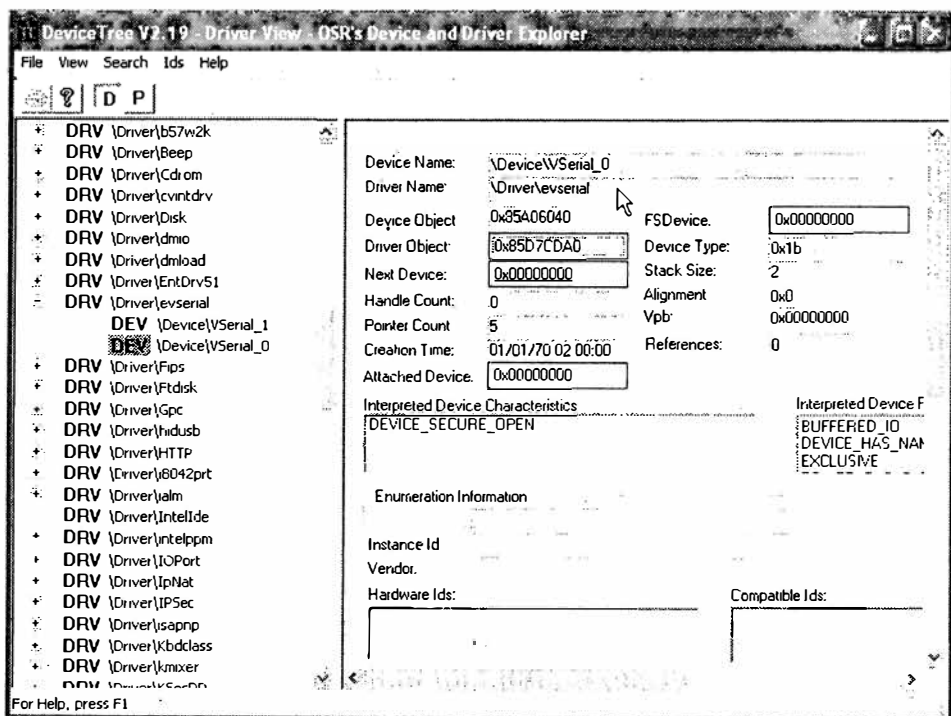 DeviceTree V2.19 - Driver View - OSR's Device and Driver Explorer
File View Search Ids Help
D P
DRV \Driver\b57w2k
DRV \Driver\Beep
DRV \Driver\Cdrom
DRV \Driver\cvintdrv
DRV \Driver\Disk
DRV \Driver\dmio
DRV \Driver\dmload
DRV \Driver\EntDrv51
DRV \Driver\evserial
DEV \Device\VSerial_1
DEV \Device\VSerial_0
DRV \Driver\Fips
DRV \Driver\Ftdisk
DRV \Driver\Gpc
DRV \Driver\hidusb
DRV \Driver\HTTP
DRV \Driver\i8042prt
DRV \Driver\ialm
DRV \Driver\IntelIde
DRV \Driver\intelppm
DRV \Driver\IOPort
DRV \Driver\IpNat
DRV \Driver\IPSec
DRV \Driver\isapnp
DRV \Driver\Kbdclass
DRV \Driver\kmixer
DRV \Driver\KSecDD
Device Name: \Device\VSerial_0
Driver Name: \Driver\evserial
Device Object 0x85A06040 FSDevice. 0x00000000
Driver Object: 0x85D7CDA0 Device Type: 0x1b
Next Device: 0x00000000 Stack Size: 2
Handle Count: 0 Alignment 0x0
Pointer Count 5 Vpb: 0x00000000
Creation Time: 01/01/70 02 00:00 References: 0
Attached Device. 0x00000000
Interpreted Device Characteristics Interpreted Device F
DEVICE_SECURE_OPEN BUFFERED_IO
DEVICE_HAS_NAM
EXCLUSIVE
Enumeration Information
Instance Id
Vendor.
Hardware Ids: Compatible Ids:
For Help, press F1